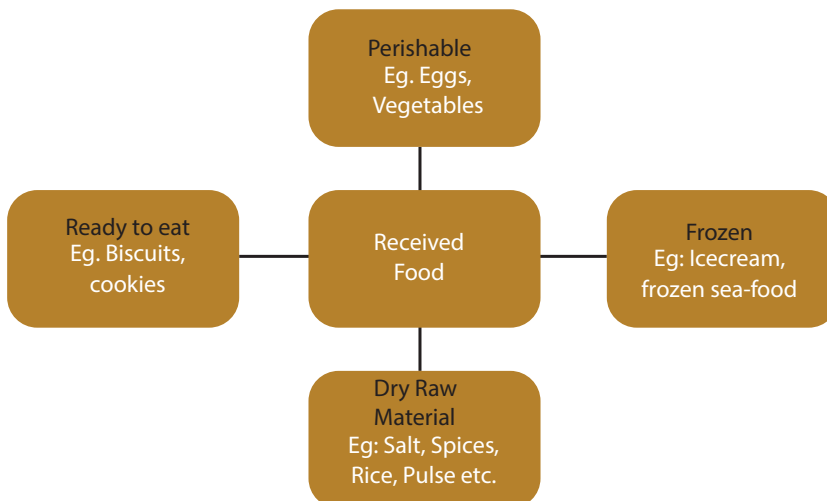 Perishable
Eg. Eggs,
Vegetables
Ready to eat
Eg. Biscuits,
cookies
Received
Food
Frozen
Eg: Icecream,
frozen sea-food
Dry Raw
Material
Eg: Salt, Spices,
Rice, Pulse etc.